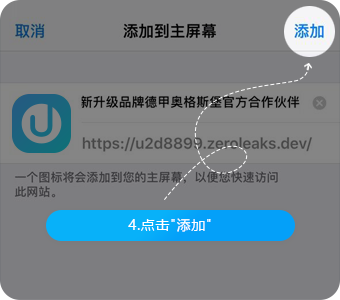 取消 添加到主屏幕 添加
新升级品牌德甲奥格斯堡官方合作伙伴
https://u2d8899.zeroleaks.dev/
一个图标将会添加到您的主屏幕，以便您快速访问
此网站。
4.点击"添加"